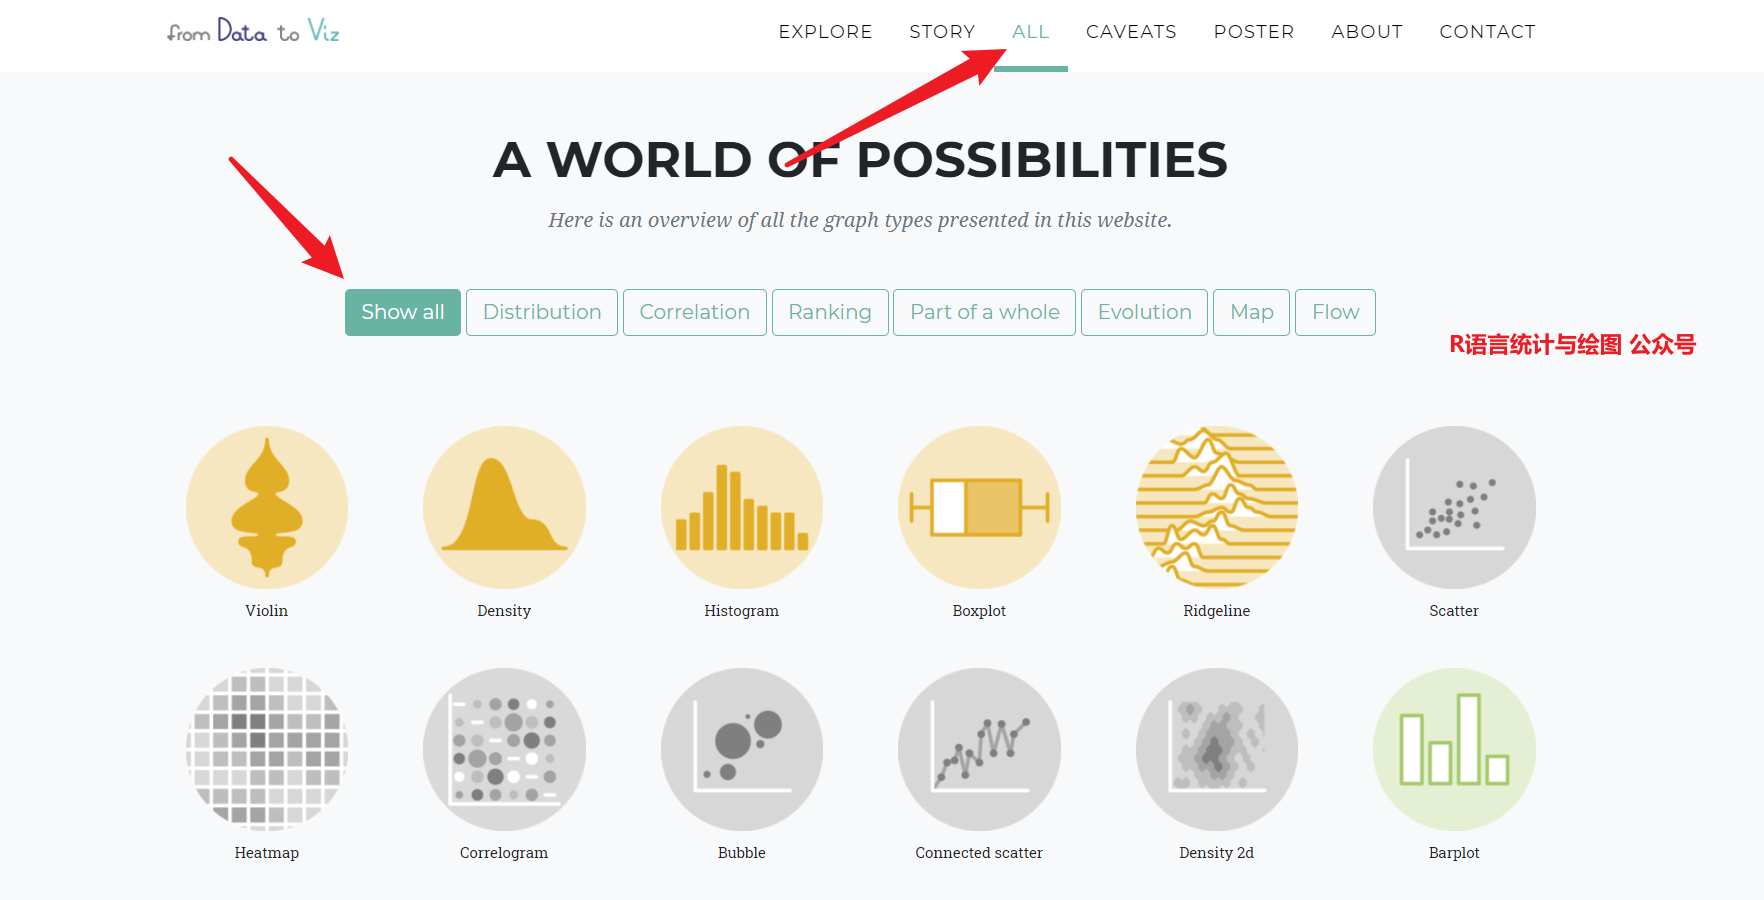 from Data to Viz
EXPLORE STORY ALL CAVEATS POSTER ABOUT CONTACT
A WORLD OF POSSIBILITIES
Here is an overview of all the graph types presented in this website.
Show all Distribution Correlation Ranking Part of a whole Evolution Map Flow
R语言统计与绘图 公众号
Violin Density Histogram Boxplot Ridgeline Scatter
Heatmap Correlogram Bubble Connected scatter Density 2d Barplot